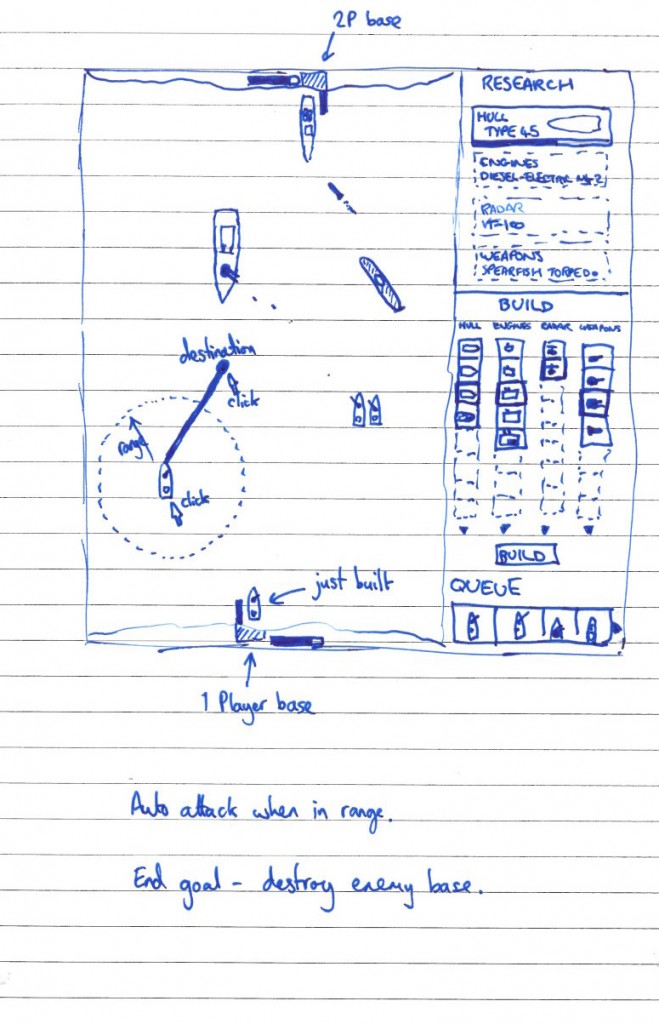 2P base
RESEARCH
HULL
TYPE 45
ENGINES
DIESEL-ELECTRIC Mk2
RADAR
VT-100
WEAPONS
SPEARFISH TORPEDO
BUILD
HULL ENGINES RADAR WEAPONS
destination
click
range
click
BUILD
just built
QUEUE
1 Player base
Auto attack when in range.
End goal - destroy enemy base.